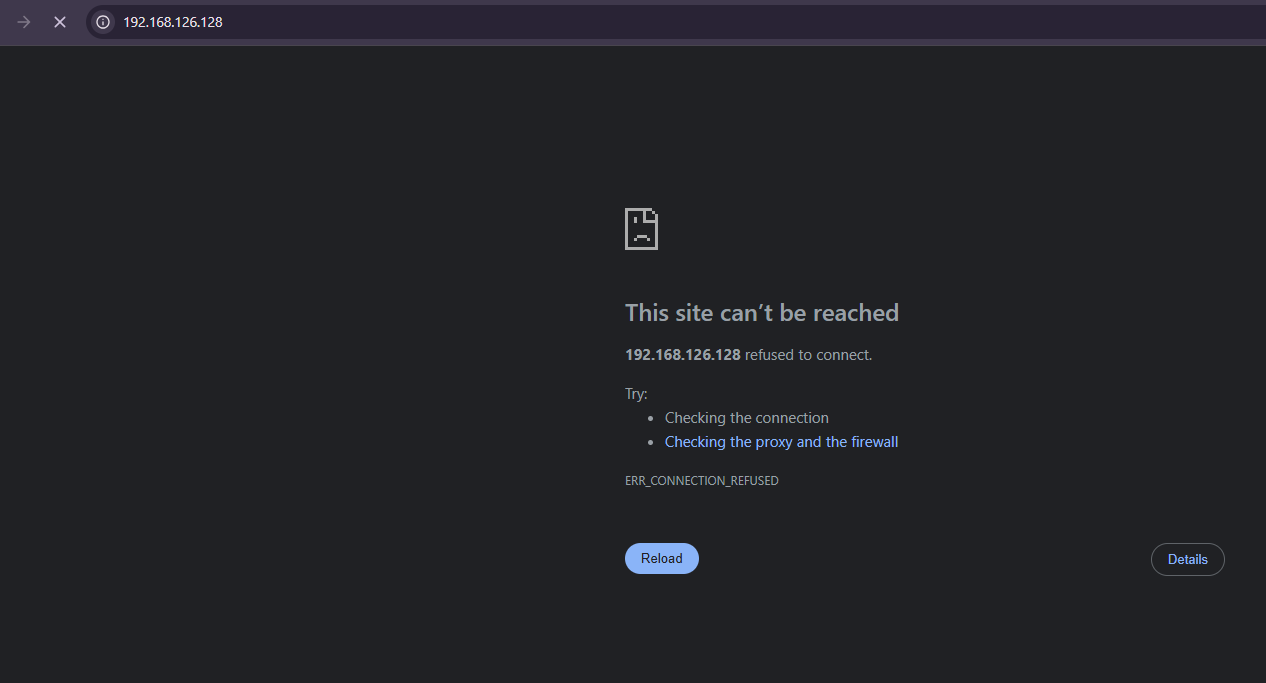 192.168.126.128
This site can’t be reached
192.168.126.128 refused to connect.
Try:
• Checking the connection
• Checking the proxy and the firewall
ERR_CONNECTION_REFUSED
Reload
Details